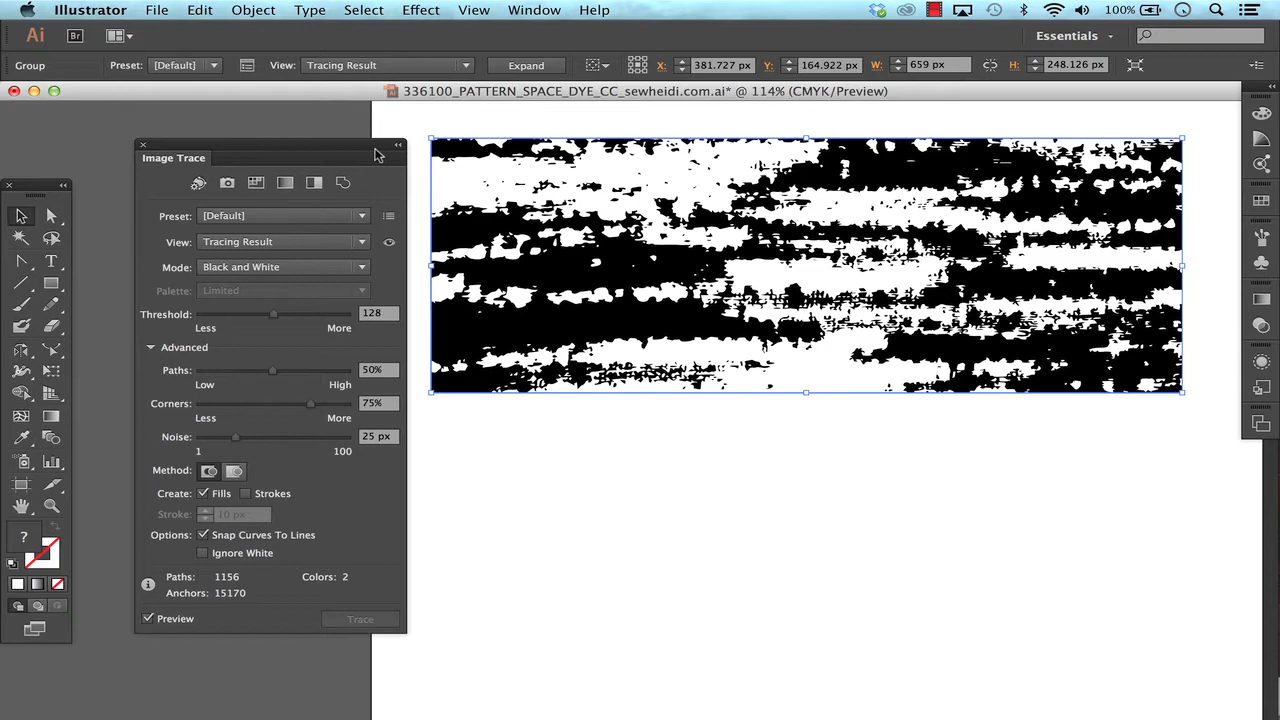 Illustrator File Edit Object Type Select Effect View Window Help 100%
Ai Br Essentials
Group Preset: [Default] View: Tracing Result Expand X: 381.727 px Y: 164.922 px W: 659 px H: 248.126 px
336100_PATTERN_SPACE_DYE_CC_sewheidi.com.ai* @ 114% (CMYK/Preview)
Image Trace
Preset: [Default]
View: Tracing Result
Mode: Black and White
Palette: Limited
Threshold: 128
Less More
Advanced
Paths: 50%
Low High
Corners: 75%
Less More
Noise: 25 px
1 100
Method:
Create: Fills Strokes
Stroke: 10 px
Options: Snap Curves To Lines
Ignore White
Paths: 1156 Colors: 2
Anchors: 15170
Preview Trace
T
?